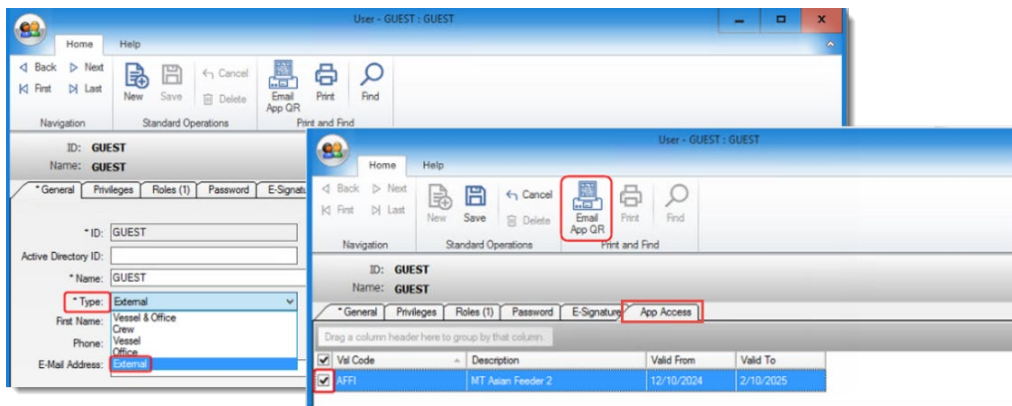 User - GUEST : GUEST
Home Help
Back Next
First Last
New Save Cancel Delete
Email App QR Print Find
Navigation Standard Operations Print and Find
ID: GUEST
Name: GUEST
* General Privileges Roles (1) Password E-Signatu
* ID: GUEST
Active Directory ID:
* Name: GUEST
* Type: External
Vessel & Office
Crew
Vessel
Office
External
First Name:
Phone:
E-Mail Address:
User - GUEST : GUEST
Home Help
Back Next
First Last
New Save Cancel Delete
Email App QR Print Find
Navigation Standard Operations Print and Find
ID: GUEST
Name: GUEST
* General Privileges Roles (1) Password E-Signature App Access
Drag a column header here to group by that column.
Vsl Code Description Valid From Valid To
AFFI MT Asian Feeder 2 12/10/2024 2/10/2025